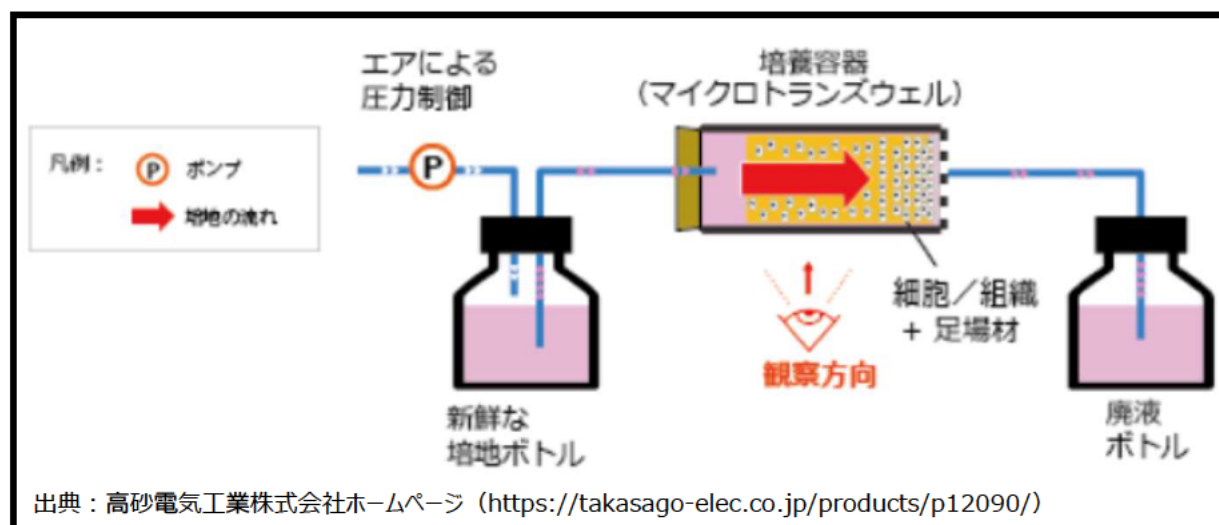 エアによる
圧力制御
培養容器
(マイクロトランズウェル)
凡例:
P ポンプ
培地の流れ
P
細胞/組織
+ 足場材
観察方向
新鮮な
培地ボトル
廃液
ボトル
出典:高砂電気工業株式会社ホームページ(https://takasago-elec.co.jp/products/p12090/)